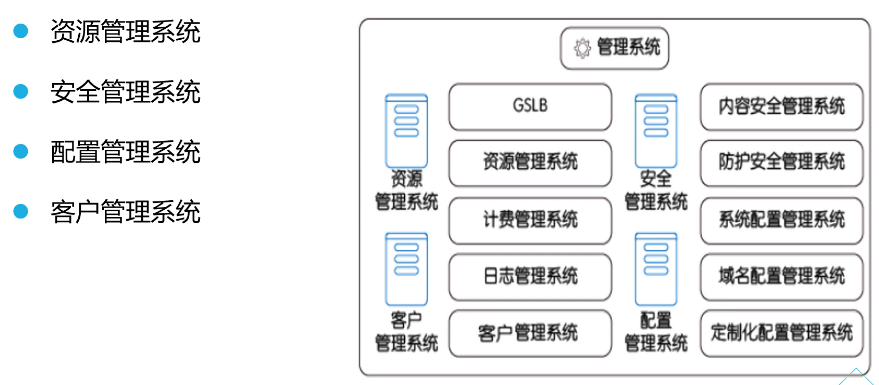 资源管理系统
安全管理系统
配置管理系统
客户管理系统
管理系统
资源
管理系统
GSLB
资源管理系统
计费管理系统
客户
管理系统
日志管理系统
客户管理系统
安全
管理系统
内容安全管理系统
防护安全管理系统
配置
管理系统
系统配置管理系统
域名配置管理系统
定制化配置管理系统